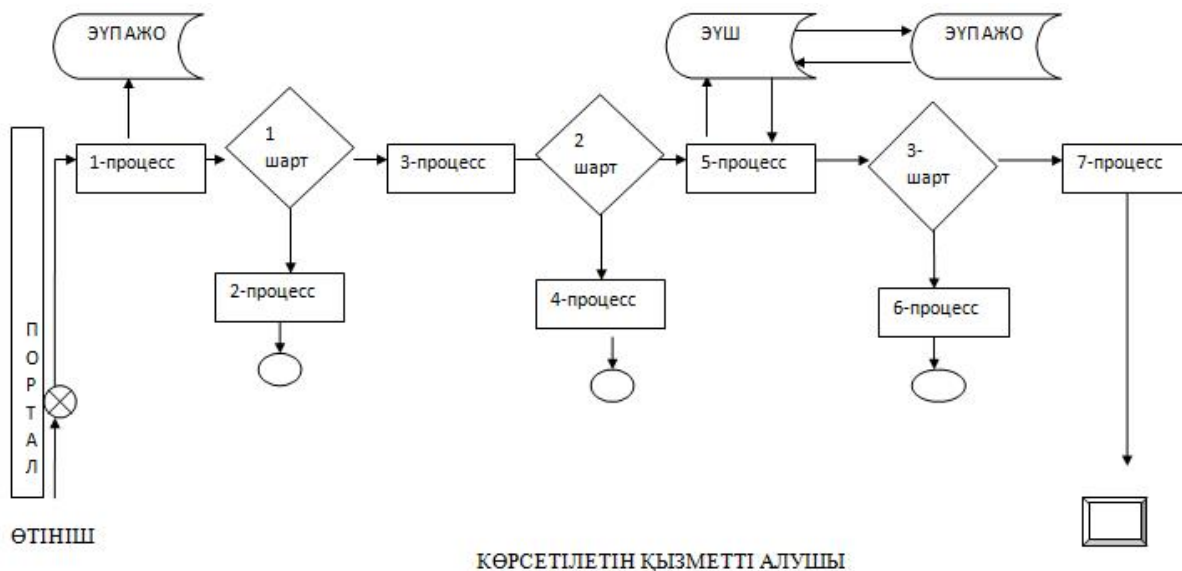 ЭҮПАЖО
ЭҮШ
ЭҮПАЖО
1-процесс
1
шарт
3-процесс
2
шарт
5-процесс
3-
шарт
7-процесс
2-процесс
4-процесс
6-процесс
ПОРТАЛ
ӨТІНІШ
КӨРСЕТІЛЕТІН ҚЫЗМЕТТІ АЛУШЫ